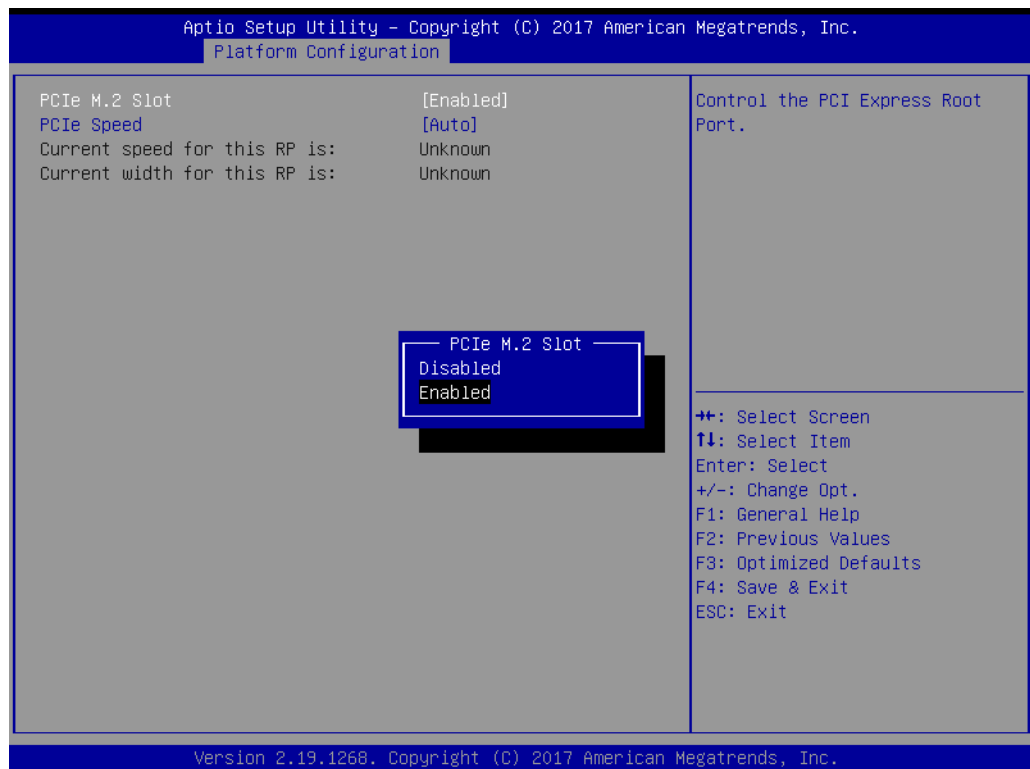 Aptio Setup Utility – Copyright (C) 2017 American Megatrends, Inc.
Platform Configuration
PCIe M.2 Slot [Enabled]
PCIe Speed [Auto]
Current speed for this RP is: Unknown
Current width for this RP is: Unknown
Control the PCI Express Root
Port.
PCIe M.2 Slot
Disabled
Enabled
→←: Select Screen
↑↓: Select Item
Enter: Select
+/-: Change Opt.
F1: General Help
F2: Previous Values
F3: Optimized Defaults
F4: Save & Exit
ESC: Exit
Version 2.19.1268. Copyright (C) 2017 American Megatrends, Inc.